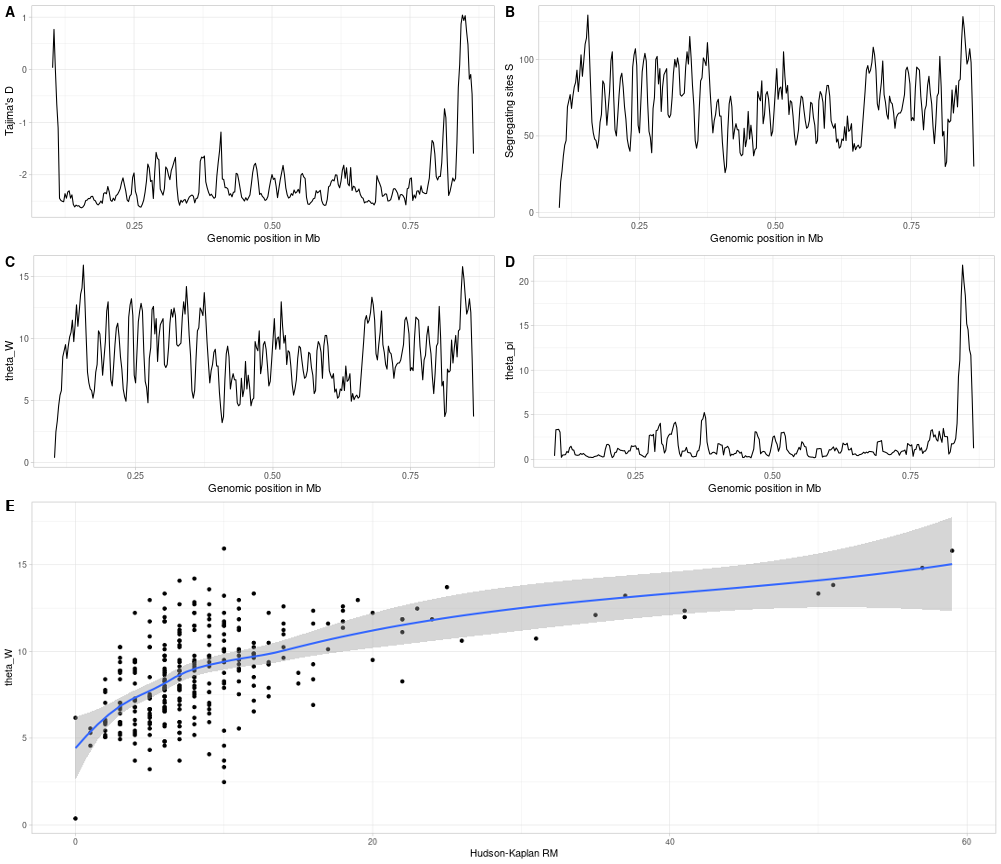 A
Tajima's D
1
0
-1
-2
0.25 0.50 0.75
Genomic position in Mb
B
Segregating sites S
100
50
0
0.25 0.50 0.75
Genomic position in Mb
C
theta_W
15
10
5
0
0.25 0.50 0.75
Genomic position in Mb
D
theta_pi
20
15
10
5
0
0.25 0.50 0.75
Genomic position in Mb
E
theta_W
15
10
5
0
0 20 40 60
Hudson-Kaplan RM